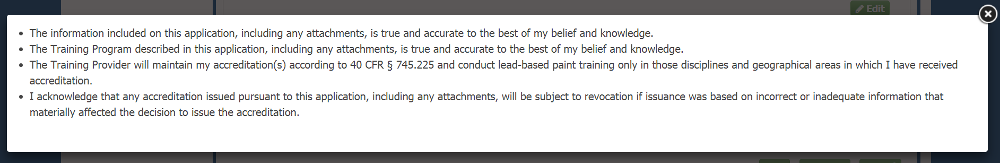 Edit
• The information included on this application, including any attachments, is true and accurate to the best of my belief and knowledge.
• The Training Program described in this application, including any attachments, is true and accurate to the best of my belief and knowledge.
• The Training Provider will maintain my accreditation(s) according to 40 CFR § 745.225 and conduct lead-based paint training only in those disciplines and geographical areas in which I have received
accreditation.
• I acknowledge that any accreditation issued pursuant to this application, including any attachments, will be subject to revocation if issuance was based on incorrect or inadequate information that
materially affected the decision to issue the accreditation.